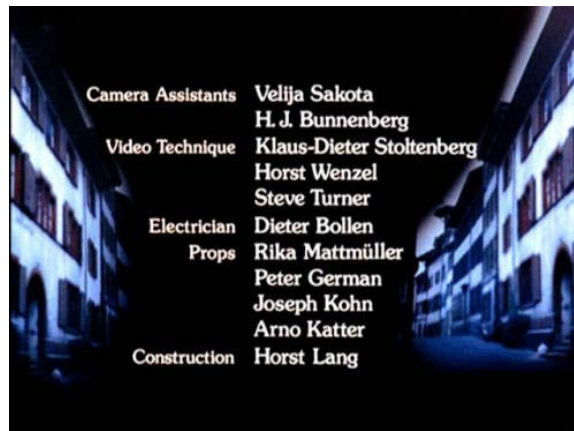 Camera Assistants Velija Sakota
H. J. Bunnenberg
Video Technique Klaus-Dieter Stoltenberg
Horst Wenzel
Steve Turner
Electrician Dieter Bollen
Props Rika Mattmüller
Peter German
Joseph Kohn
Arno Katter
Construction Horst Lang